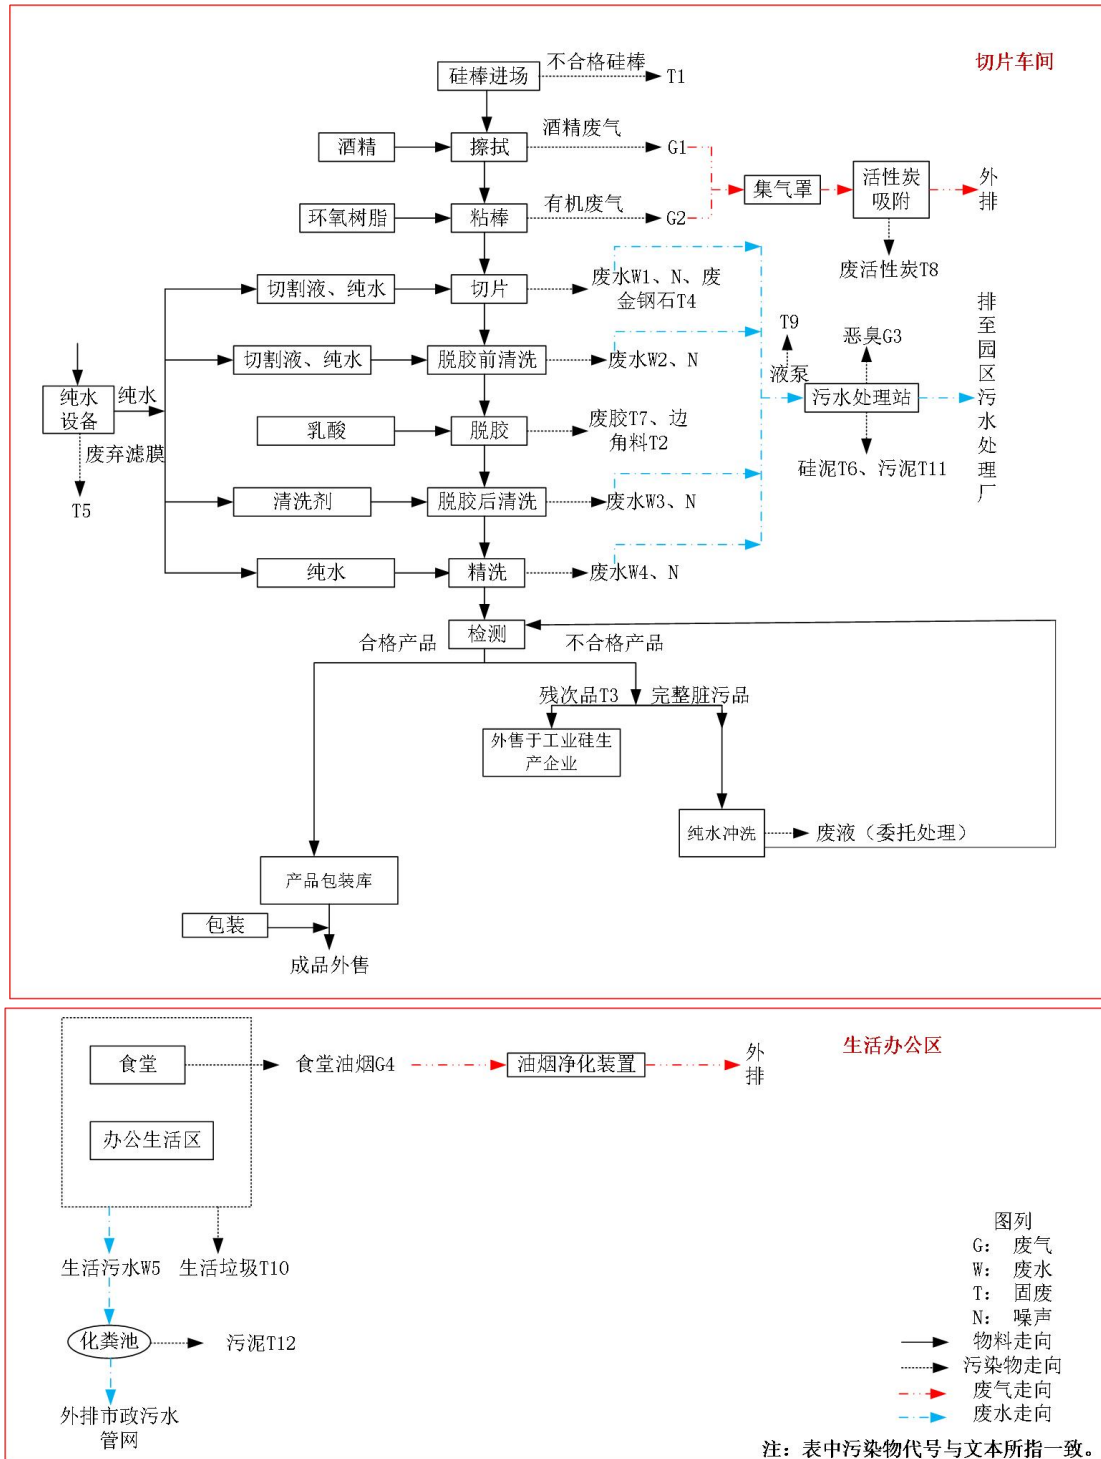 切片车间
硅棒进场
不合格硅棒
T1
酒精
擦拭
酒精废气
G1
环氧树脂
粘棒
有机废气
G2
集气罩
活性炭
吸附
外
排
废活性炭T8
切割液、纯水
切片
废水W1、N、废
金钢石T4
切割液、纯水
脱胶前清洗
废水W2、N
纯水
设备
纯水
废弃滤膜
T5
乳酸
脱胶
废胶T7、边
角料T2
清洗剂
脱胶后清洗
废水W3、N
纯水
精洗
废水W4、N
T9
液泵
恶臭G3
污水处理站
硅泥T6、污泥T11
排
至
园
区
污
水
处
理
厂
检测
合格产品
不合格产品
残次品T3
完整脏污品
外售于工业硅生
产企业
纯水冲洗
废液（委托处理）
产品包装库
包装
成品外售
生活办公区
食堂
食堂油烟G4
油烟净化装置
外
排
办公生活区
生活污水W5
生活垃圾T10
化粪池
污泥T12
外排市政污水
管网
图列
G： 废气
W： 废水
T： 固废
N： 噪声
物料走向
污染物走向
废气走向
废水走向
注：表中污染物代号与文本所指一致。